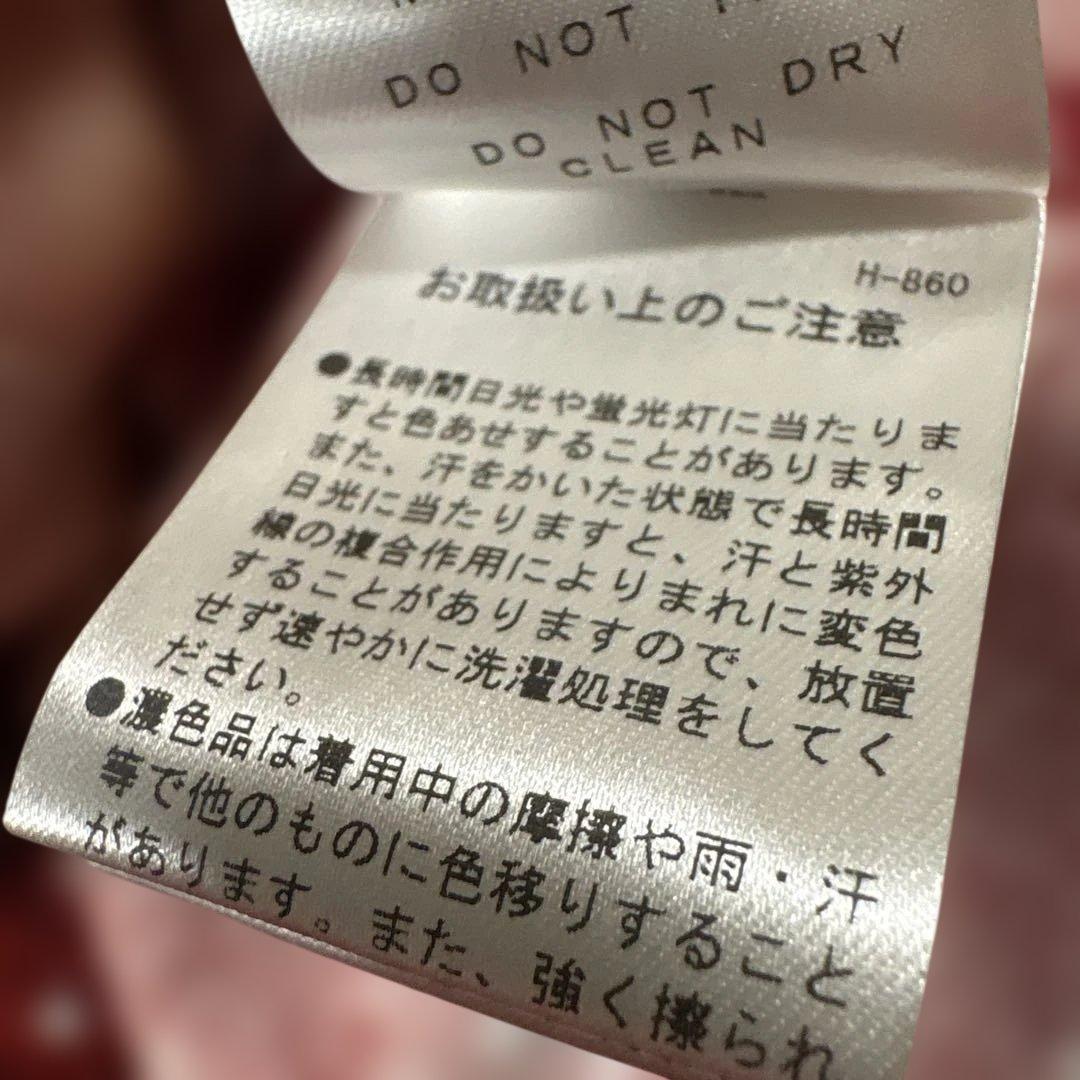 DO NOT
DO NOT DRY
CLEAN
H-860
お取扱い上のご注意
●長時間日光や蛍光灯に当たりま
すと色あせすることがあります。
また、汗をかいた状態で長時間
日光に当たりますと、汗と紫外
線の複合作用によりまれに変色
することがありますので、放置
せず速やかに洗濯処理をしてく
ださい。
●濃色品は着用中の摩擦や雨・汗
等で他のものに色移りすること
があります。また、強く擦られ